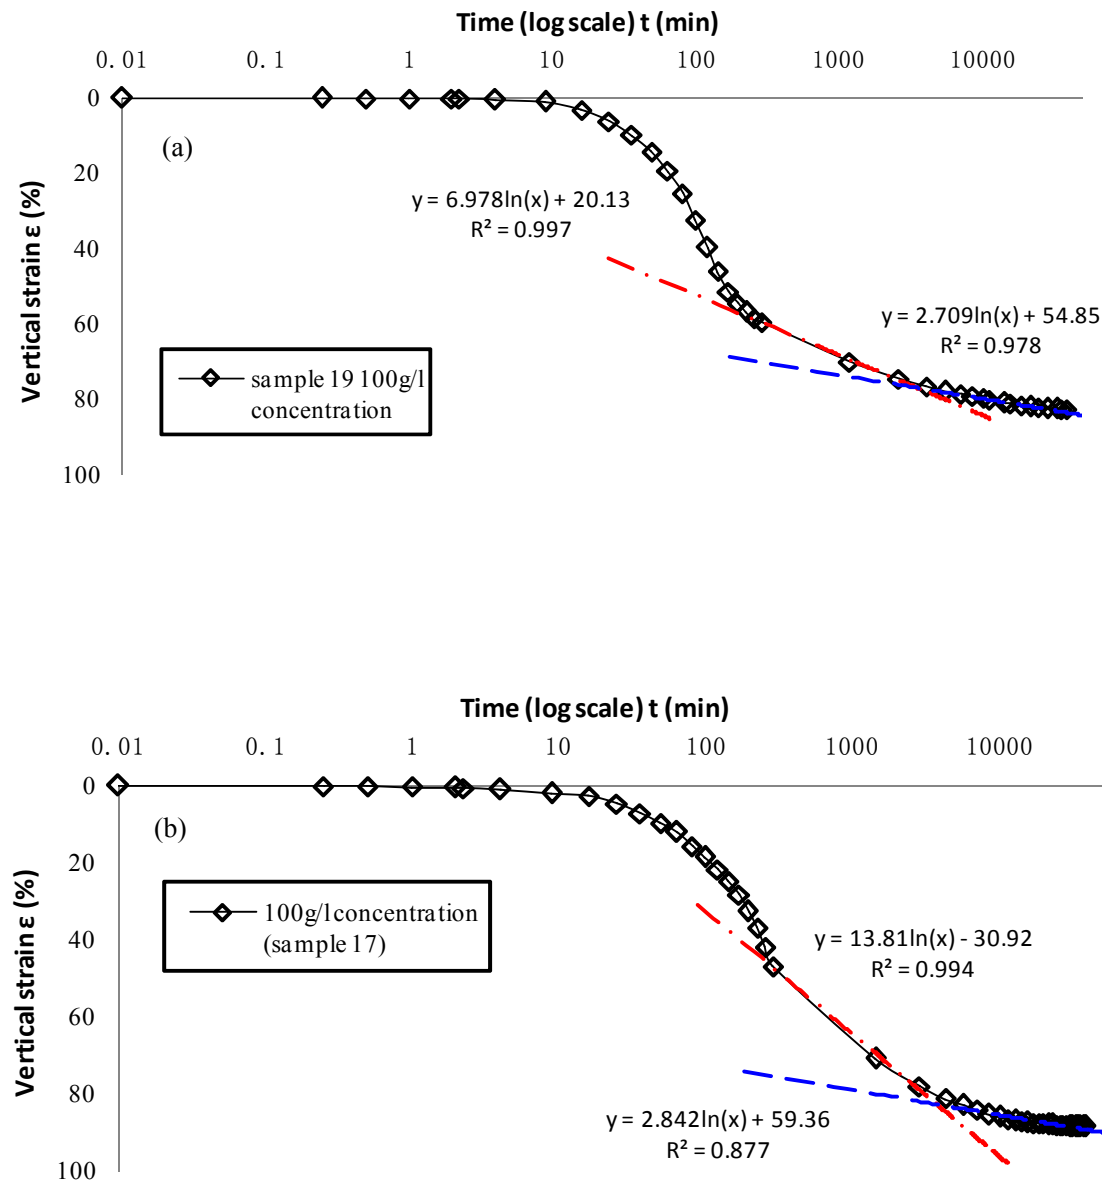 Time (log scale) t (min)
0.01 0.1 1 10 100 1000 10000
0
20
40
60
80
100
Vertical strain ε (%)
(a)
y = 6.978ln(x) + 20.13
R² = 0.997
y = 2.709ln(x) + 54.85
R² = 0.978
sample 19 100g/l
concentration
Time (log scale) t (min)
0.01 0.1 1 10 100 1000 10000
0
20
40
60
80
100
Vertical strain ε (%)
(b)
100g/l concentration
(sample 17)
y = 13.81ln(x) - 30.92
R² = 0.994
y = 2.842ln(x) + 59.36
R² = 0.877